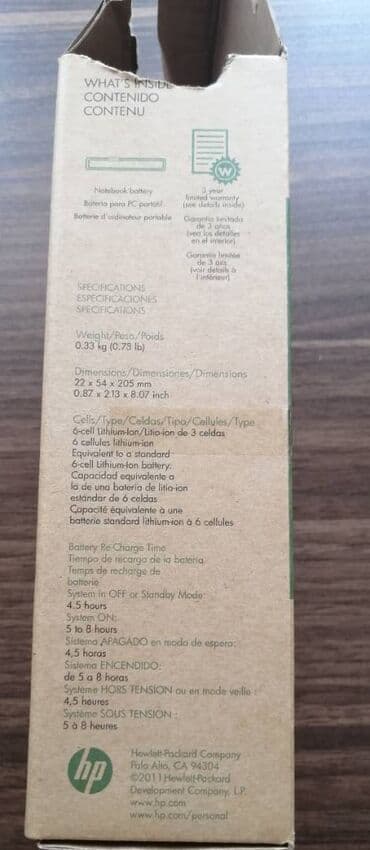 WHAT'S INSIDE
CONTENIDO
CONTENU
W
Notebook battery
Batería para PC portátil
Batterie d'ordinateur portable
3 year
limited warranty
(see details inside)
Garantía limitada
de 3 años
(vea los detalles
en el interior)
Garantie limitée
de 3 ans
(voir détails à
l'intérieur)
SPECIFICATIONS
ESPECIFICACIONES
SPÉCIFICATIONS
Weight/Peso/Poids
0.33 kg (0.73 lb)
Dimensions/Dimensiones/Dimensions
22 x 54 x 205 mm
0.87 x 2.13 x 8.07 inch
Cells/Type/Celdas/Tipo/Cellules/Type
6-cell Lithium-Ion/Litio-ion de 3 celdas
6 cellules lithium-ion
Equivalent to a standard
6-cell Lithium-Ion battery.
Capacidad equivalente a
la de una batería de litio-ion
estándar de 6 celdas
Capacité équivalente à une
batterie standard lithium-ion à 6 cellules
Battery Re-Charge Time
Tiempo de recarga de la batería
Temps de recharge de
batterie
System in OFF or Standby Mode:
4.5 hours
System ON:
5 to 8 hours
Sistema APAGADO en modo de espera:
4,5 horas
Sistema ENCENDIDO:
de 5 a 8 horas
Système HORS TENSION ou en mode veille :
4,5 heures
Système SOUS TENSION :
5 à 8 heures
hp
Hewlett-Packard Company
Palo Alto, CA 94304
©2011 Hewlett-Packard
Development Company, L.P.
www.hp.com
www.hp.com/personal